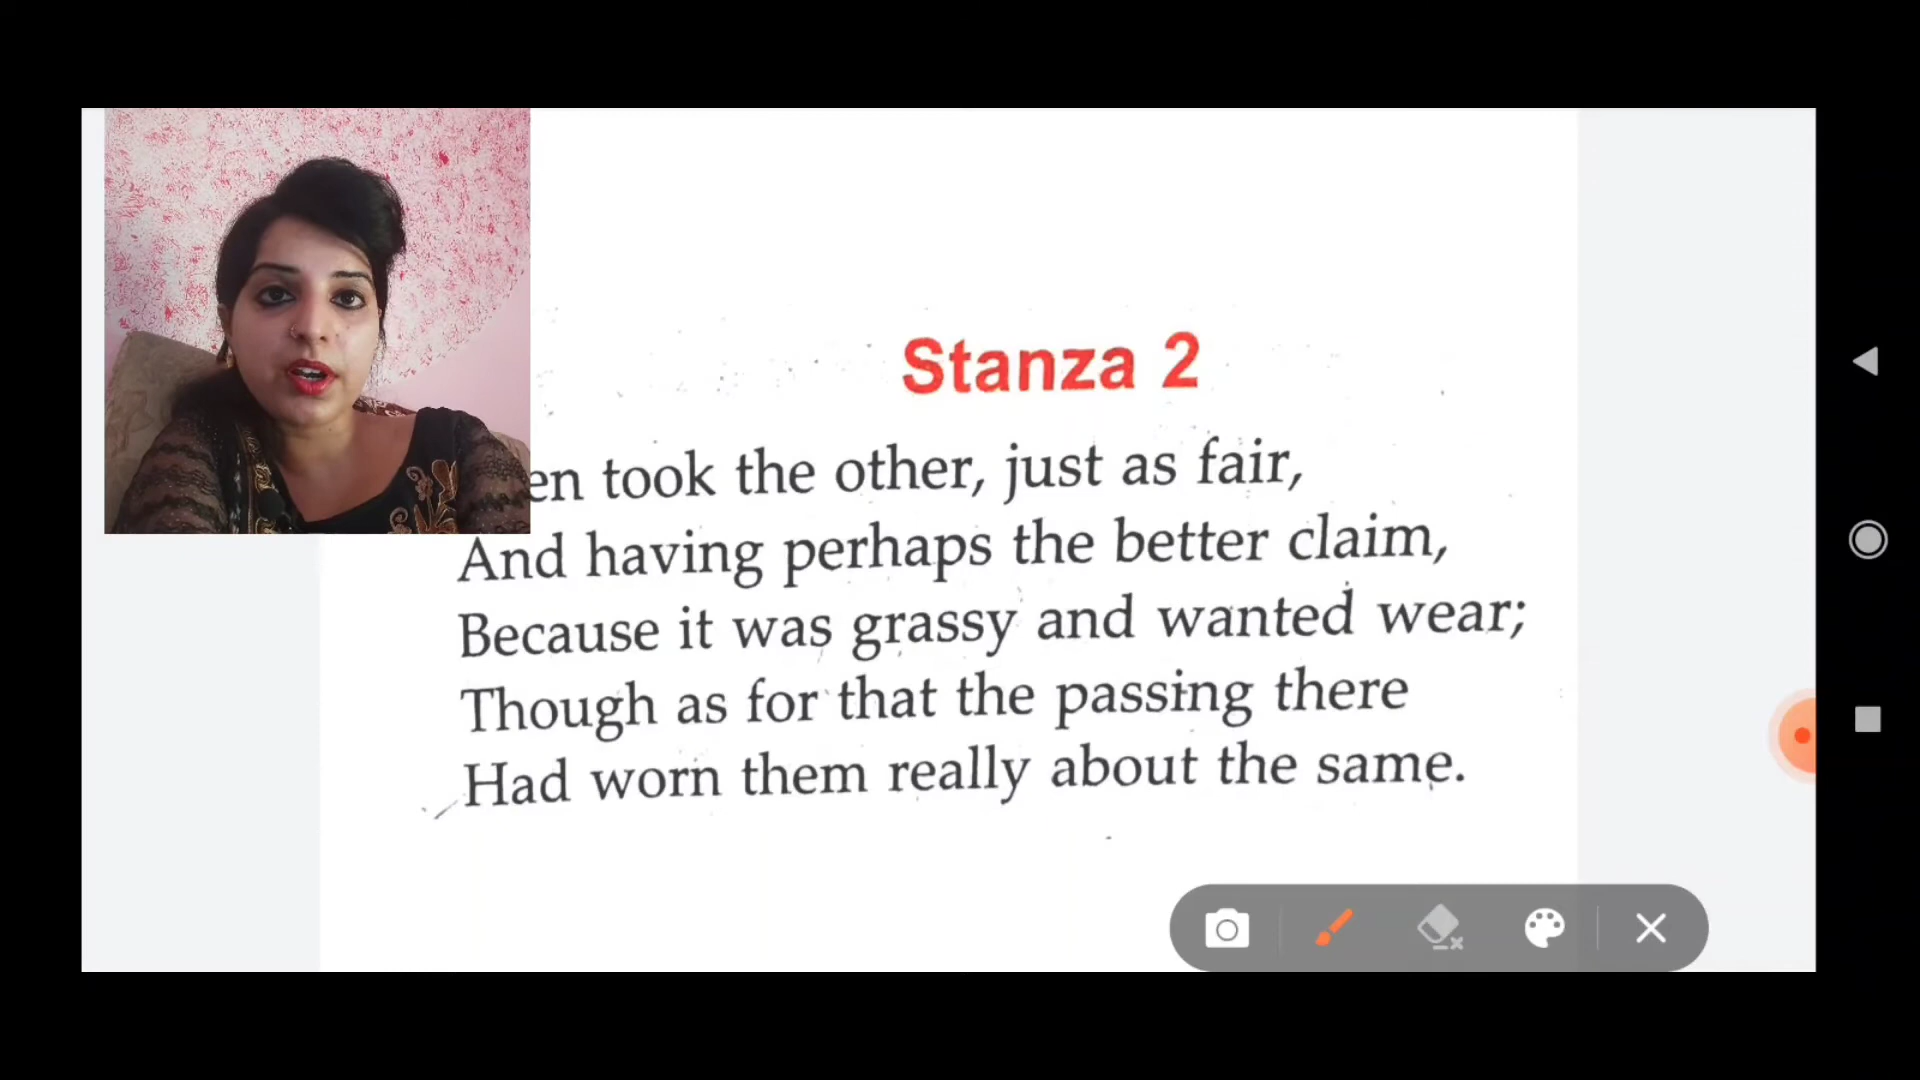 Stanza 2
en took the other, just as fair,
And having perhaps the better claim,
Because it was grassy and wanted wear;
Though as for that the passing there
Had worn them really about the same.